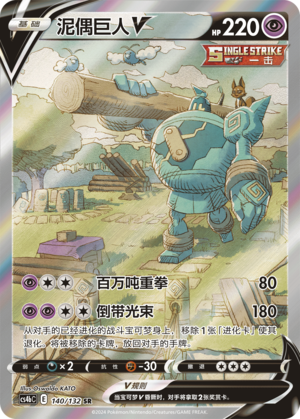 基础 泥偶巨人V HP 220
SINGLE STRIKE
一击
百万吨重拳 80
倒带光束 180
从对手的已经进化的战斗宝可梦身上，移除1张【进化卡】使其
退化，将被移除的卡牌，放回对手的手牌。
Illus. Oswaldo KATO
弱点 ×2 抗性 -30 撤退
V规则
CS4bC E 140/132 SR
当宝可梦V昏厥时，对手将拿取2张奖赏卡。